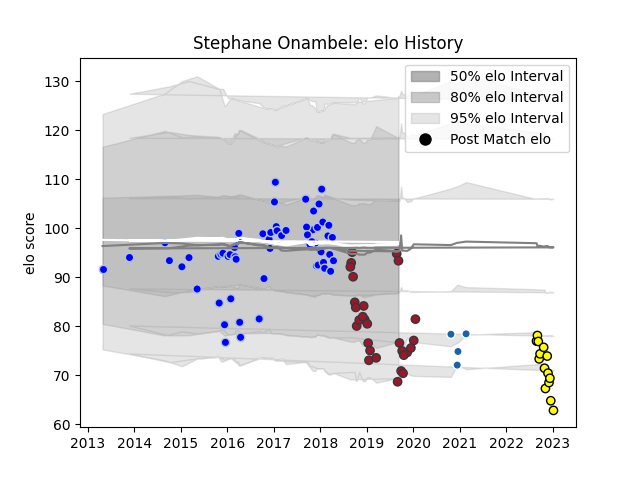 Stephane Onambele: elo History
50% elo Interval
80% elo Interval
95% elo Interval
Post Match elo
elo score
130
120
110
100
90
80
70
60
2013 2014 2015 2016 2017 2018 2019 2020 2021 2022 2023